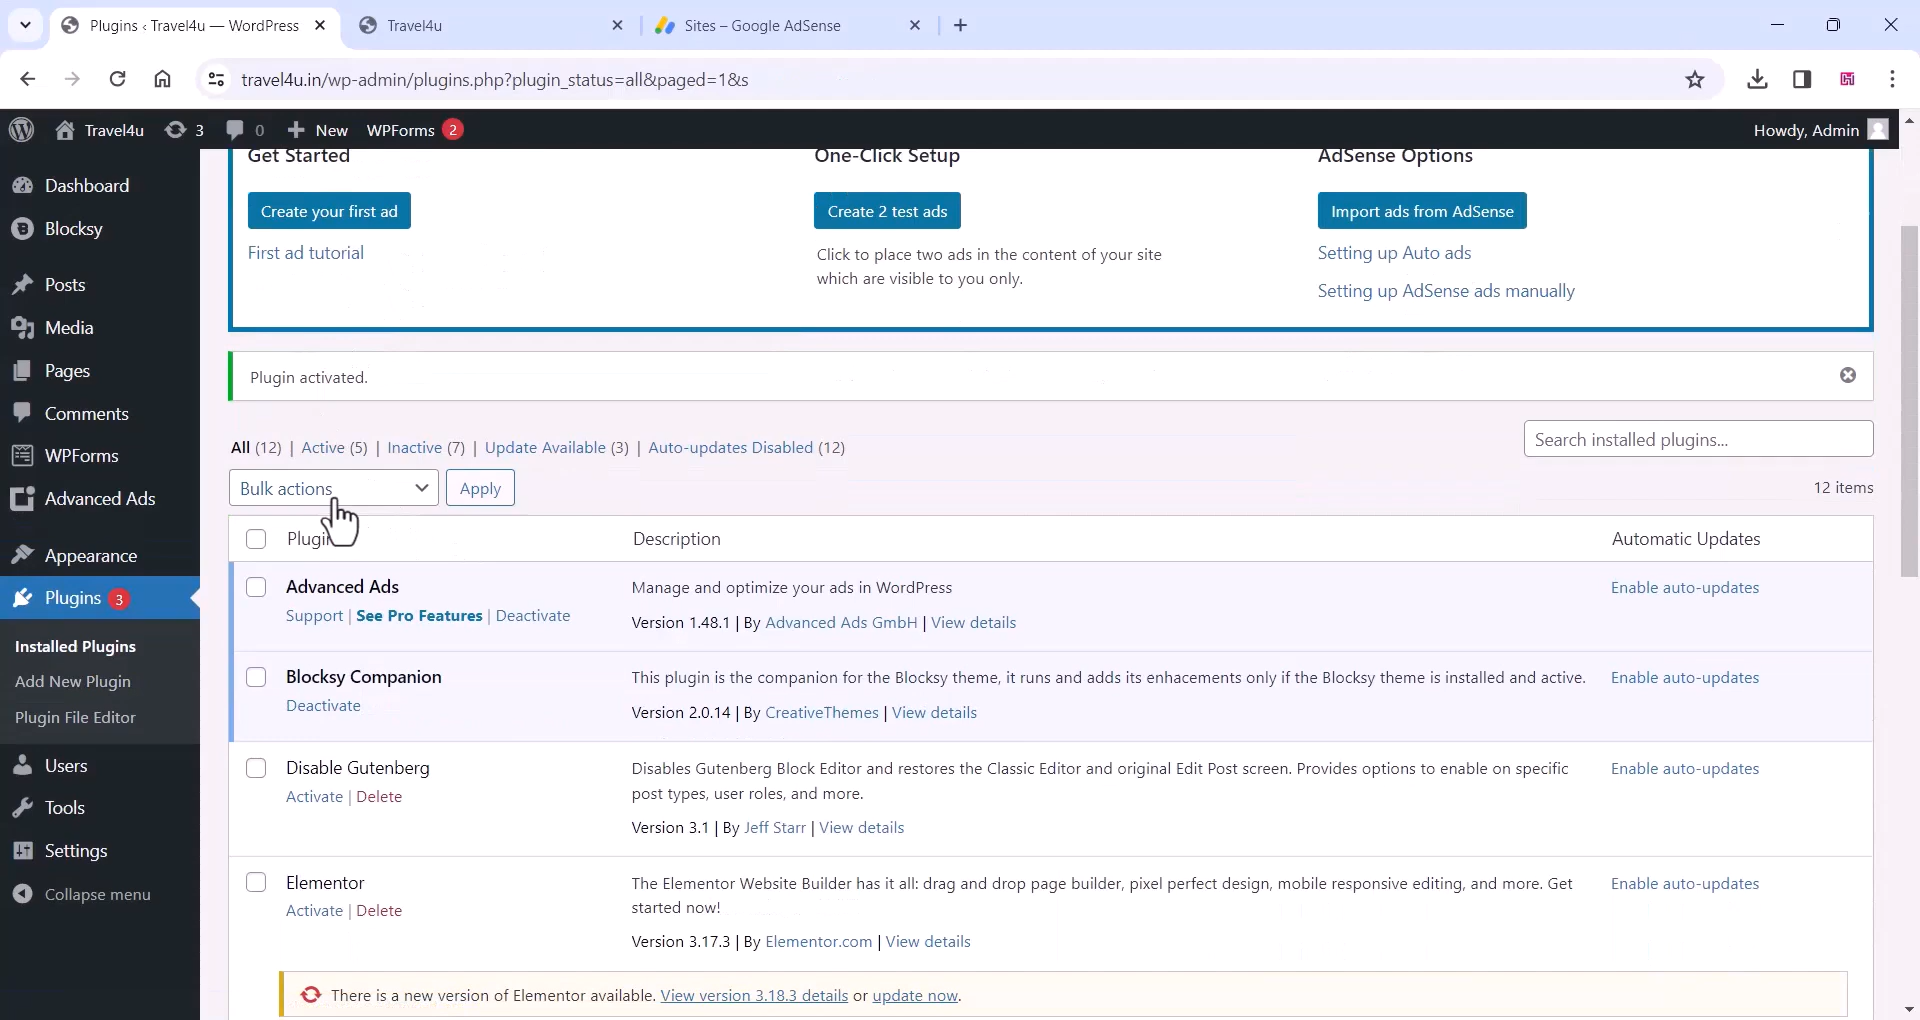 Plugins ‹ Travel4u — WordPress
Travel4u
Sites – Google AdSense
travel4u.in/wp-admin/plugins.php?plugin_status=all&paged=1&s
Travel4u
3
0
New
WPForms 2
Howdy, Admin
Dashboard
Blocksy
Posts
Media
Pages
Comments
WPForms
Advanced Ads
Appearance
Plugins 3
Installed Plugins
Add New Plugin
Plugin File Editor
Users
Tools
Settings
Collapse menu
Get Started
One-Click Setup
AdSense Options
Create your first ad
Create 2 test ads
Import ads from AdSense
First ad tutorial
Click to place two ads in the content of your site
which are visible to you only.
Setting up Auto ads
Setting up AdSense ads manually
Plugin activated.
All (12) | Active (5) | Inactive (7) | Update Available (3) | Auto-updates Disabled (12)
Search installed plugins...
Bulk actions
Apply
12 items
Description
Automatic Updates
Advanced Ads
Support | See Pro Features | Deactivate
Manage and optimize your ads in WordPress
Version 1.48.1 | By Advanced Ads GmbH | View details
Enable auto-updates
Blocksy Companion
Deactivate
This plugin is the companion for the Blocksy theme, it runs and adds its enhacements only if the Blocksy theme is installed and active.
Version 2.0.14 | By CreativeThemes | View details
Enable auto-updates
Disable Gutenberg
Activate | Delete
Disables Gutenberg Block Editor and restores the Classic Editor and original Edit Post screen. Provides options to enable on specific
post types, user roles, and more.
Version 3.1 | By Jeff Starr | View details
Enable auto-updates
Elementor
Activate | Delete
The Elementor Website Builder has it all: drag and drop page builder, pixel perfect design, mobile responsive editing, and more. Get
started now!
Version 3.17.3 | By Elementor.com | View details
Enable auto-updates
There is a new version of Elementor available. View version 3.18.3 details or update now.